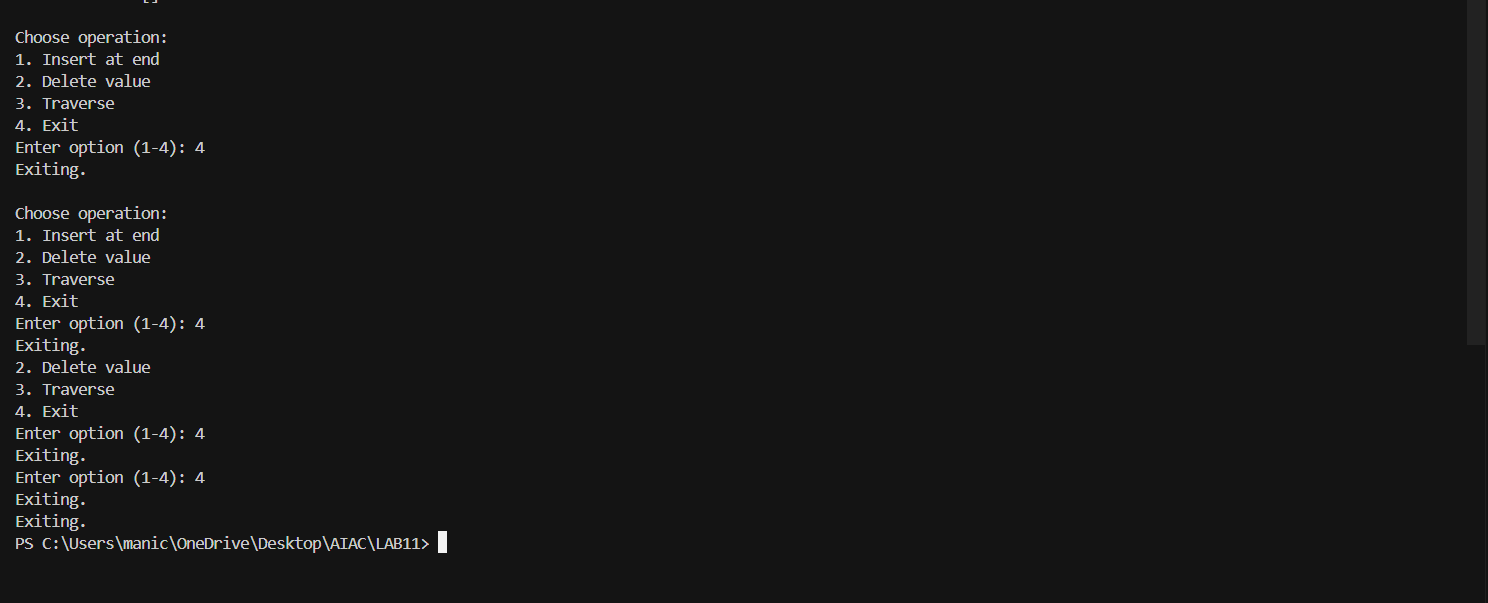 Choose operation:
1. Insert at end
2. Delete value
3. Traverse
4. Exit
Enter option (1-4): 4
Exiting.
Choose operation:
1. Insert at end
2. Delete value
3. Traverse
4. Exit
Enter option (1-4): 4
Exiting.
2. Delete value
3. Traverse
4. Exit
Enter option (1-4): 4
Exiting.
Enter option (1-4): 4
Exiting.
Exiting.
PS C:\Users\manic\OneDrive\Desktop\AIAC\LAB11>